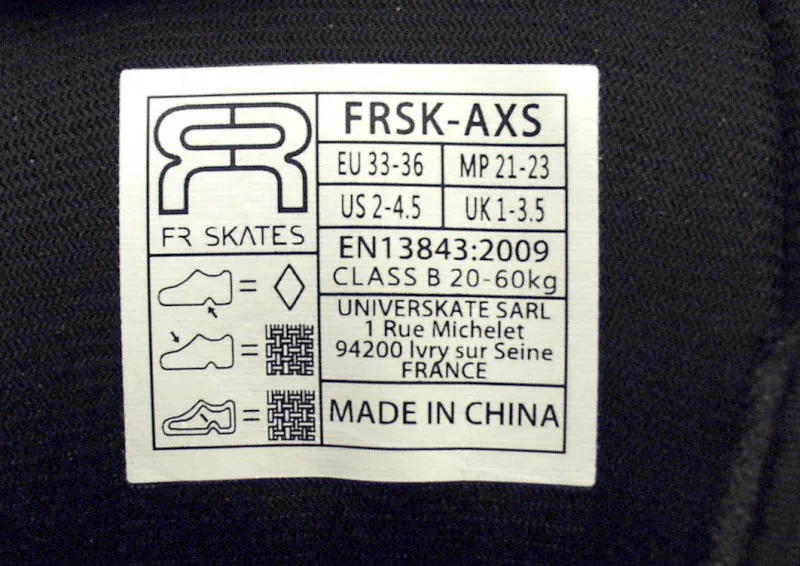 FR SKATES
FRSK-AXS
EU 33-36 MP 21-23
US 2-4.5 UK 1-3.5
EN13843:2009
CLASS B 20-60kg
UNIVERSKATE SARL
1 Rue Michelet
94200 Ivry sur Seine
FRANCE
MADE IN CHINA